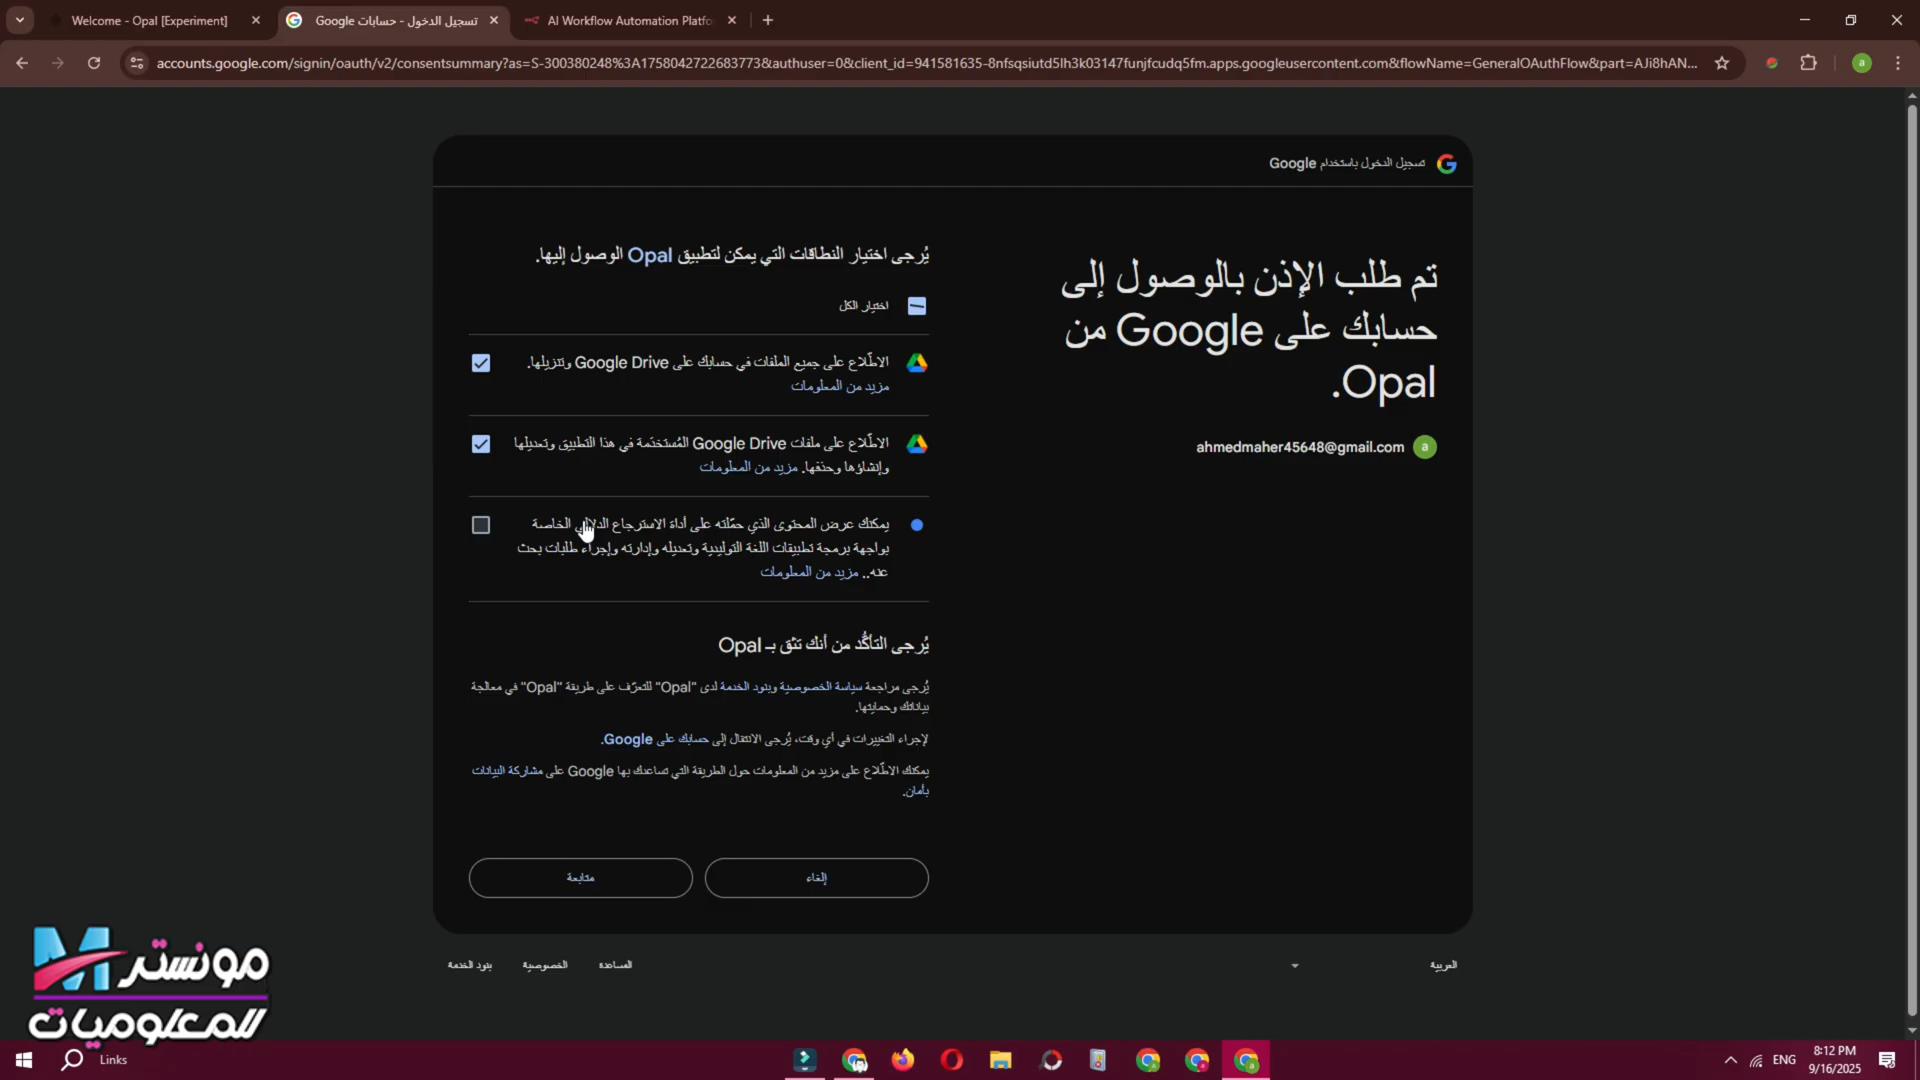 Welcome - Opal [Experiment]
تسجيل الدخول - حسابات Google
AI Workflow Automation Platfo
accounts.google.com/signin/oauth/v2/consentsummary?as=S-300380248%3A1758042722683773&authuser=0&client_id=941581635-8nfsqsiutd5lh3k03147funjfcudq5fm.apps.googleusercontent.com&flowName=GeneralOAuthFlow&part=AJi8hAN...
a
تسجيل الدخول باستخدام Google
تم طلب الإذن بالوصول إلى
حسابك على Google من
Opal.
a ahmedmaher45648@gmail.com
يُرجى اختيار النطاقات التي يمكن لتطبيق Opal الوصول إليها.
اختيار الكل
الاطّلاع على جميع الملفات في حسابك على Google Drive وتنزيلها.
مزيد من المعلومات
الاطّلاع على ملفات Google Drive المُستخدَمة في هذا التطبيق وتعديلها
وإنشاؤها وحذفها. مزيد من المعلومات
يمكنك عرض المحتوى الذي حمّلته على أداة الاسترجاع الدلالي الخاصة
بواجهة برمجة تطبيقات اللغة التوليدية وتعديله وإدارته وإجراء طلبات بحث
عنه.. مزيد من المعلومات
يُرجى التأكُّد من أنك تثق بـ Opal
يُرجى مراجعة سياسة الخصوصية وبنود الخدمة لدى "Opal" للتعرّف على طريقة "Opal" في معالجة
بياناتك وحمايتها.
لإجراء التغييرات في أي وقت، يُرجى الانتقال إلى حسابك على Google.
يمكنك الاطّلاع على مزيد من المعلومات حول الطريقة التي تساعدك بها Google على مشاركة البيانات
بأمان.
إلغاء
متابعة
العربية
المساعدة
الخصوصية
بنود الخدمة
مونستر
المعلوميات
Links
ENG
8:12 PM
9/16/2025